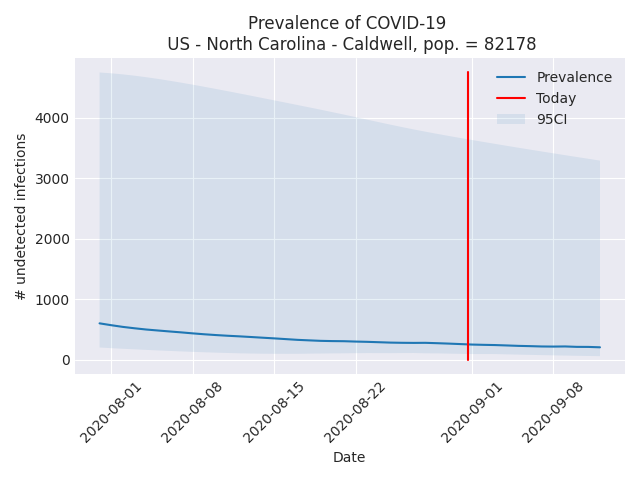 Prevalence of COVID-19
US - North Carolina - Caldwell, pop. = 82178
Prevalence
Today
95CI
# undetected infections
4000
3000
2000
1000
0
2020-08-01
2020-08-08
2020-08-15
2020-08-22
2020-09-01
2020-09-08
Date